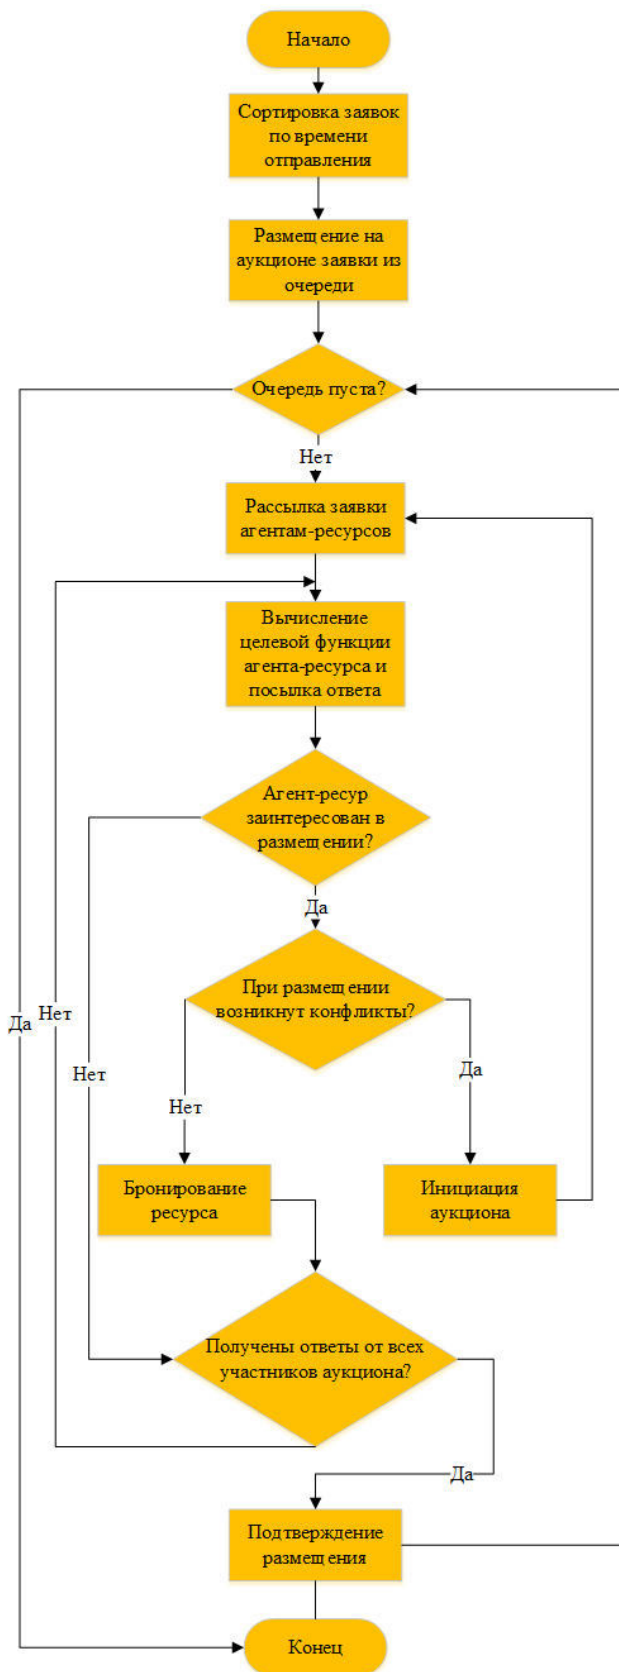 Начало
Сортировка заявок
по времени
отправления
Размещение на
аукционе заявки из
очереди
Очередь пуста?
Нет
Рассылка заявки
агентам-ресурсов
Вычисление
целевой функции
агента-ресурса и
посылка ответа
Агент-ресур
заинтересован в
размещении?
Да
При размещении
возникнут конфликты?
Да
Нет
Нет
Да
Нет
Бронирование
ресурса
Инициация
аукциона
Получены ответы от всех
участников аукциона?
Да
Подтверждение
размещения
Конец